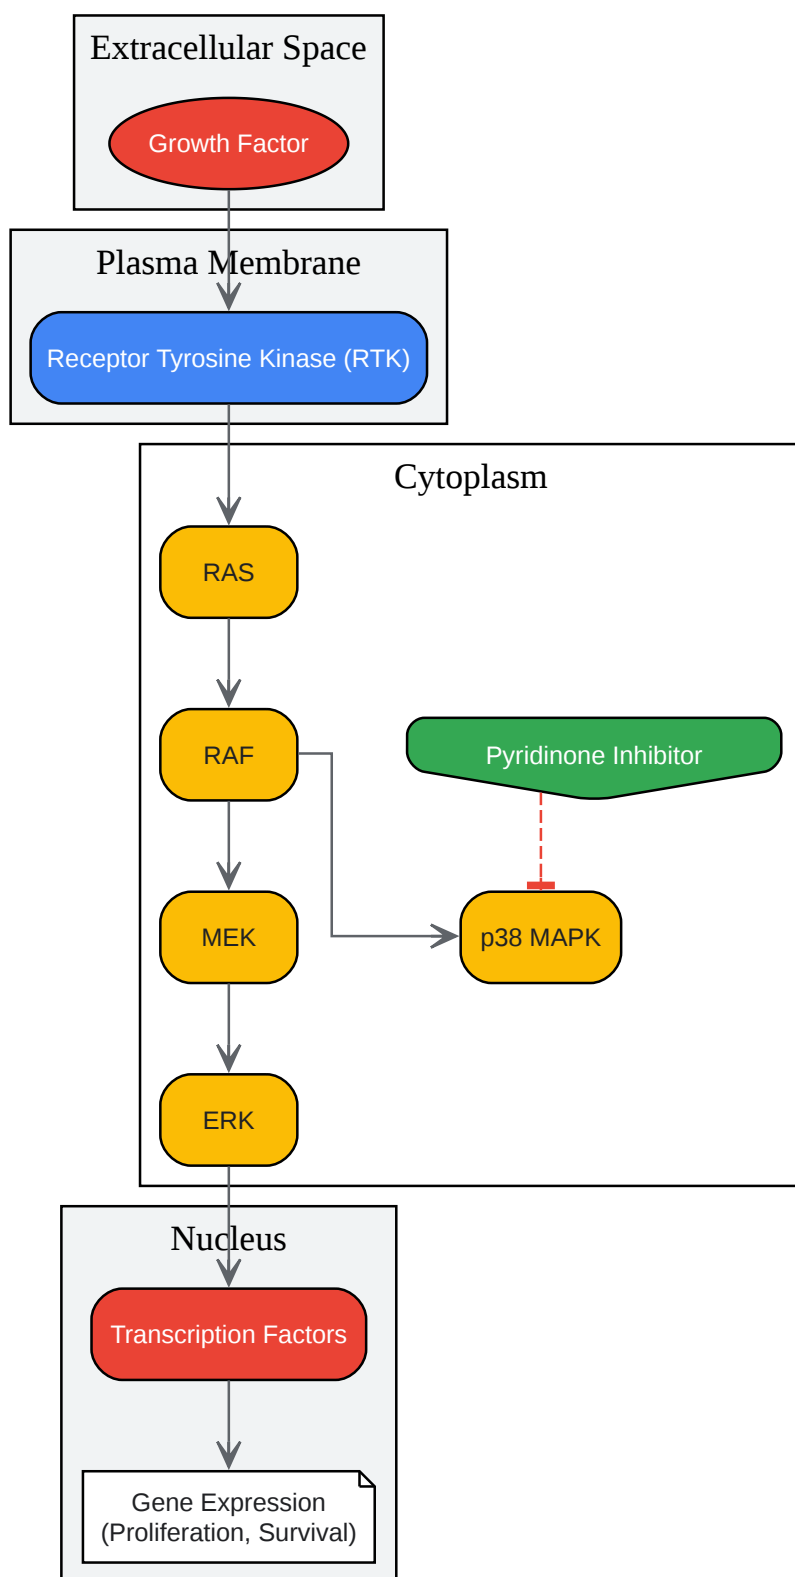 Extracellular Space
Growth Factor
Plasma Membrane
Receptor Tyrosine Kinase (RTK)
Cytoplasm
RAS
RAF
Pyridinone Inhibitor
MEK
p38 MAPK
ERK
Nucleus
Transcription Factors
Gene Expression
(Proliferation, Survival)